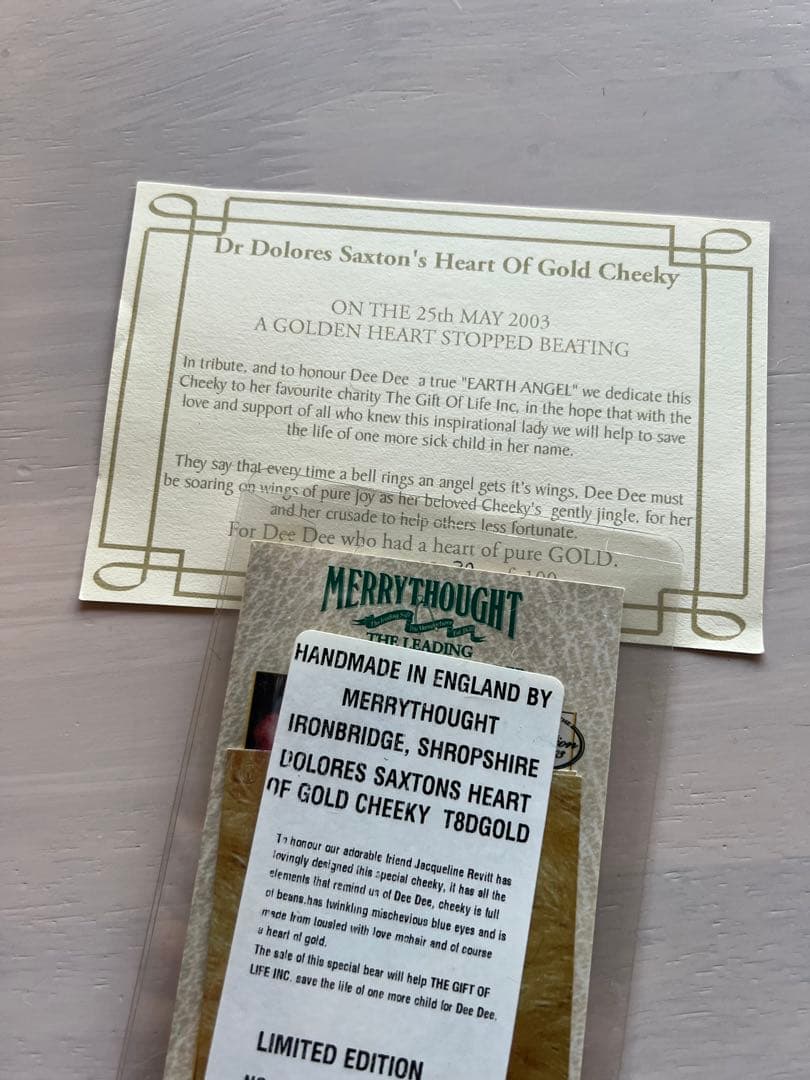 Dr Dolores Saxton's Heart Of Gold Cheeky
ON THE 25th MAY 2003
A GOLDEN HEART STOPPED BEATING
In tribute, and to honour Dee Dee a true "EARTH ANGEL" we dedicate this
Cheeky to her favourite charity The Gift Of Life Inc, in the hope that with the
love and support of all who knew this inspirational lady we will help to save
the life of one more sick child in her name.
They say that every time a bell rings an angel gets it's wings, Dee Dee must
be soaring on wings of pure joy as her beloved Cheeky's gently jingle, for her
and her crusade to help others less fortunate.
For Dee Dee who had a heart of pure GOLD.
MERRYTHOUGHT
THE LEADING
HANDMADE IN ENGLAND BY
MERRYTHOUGHT
IRONBRIDGE, SHROPSHIRE
DOLORES SAXTONS HEART
OF GOLD CHEEKY T8DGOLD
To honour our adorable friend Jacqueline Revitt has
lovingly designed this special cheeky, it has all the
elements that remind us of Dee Dee, cheeky is full
of beans,has twinkling mischevious blue eyes and is
made from tousled with love mohair and of course
a heart of gold.
The sale of this special bear will help THE GIFT OF
LIFE INC. save the life of one more child for Dee Dee.
LIMITED EDITION